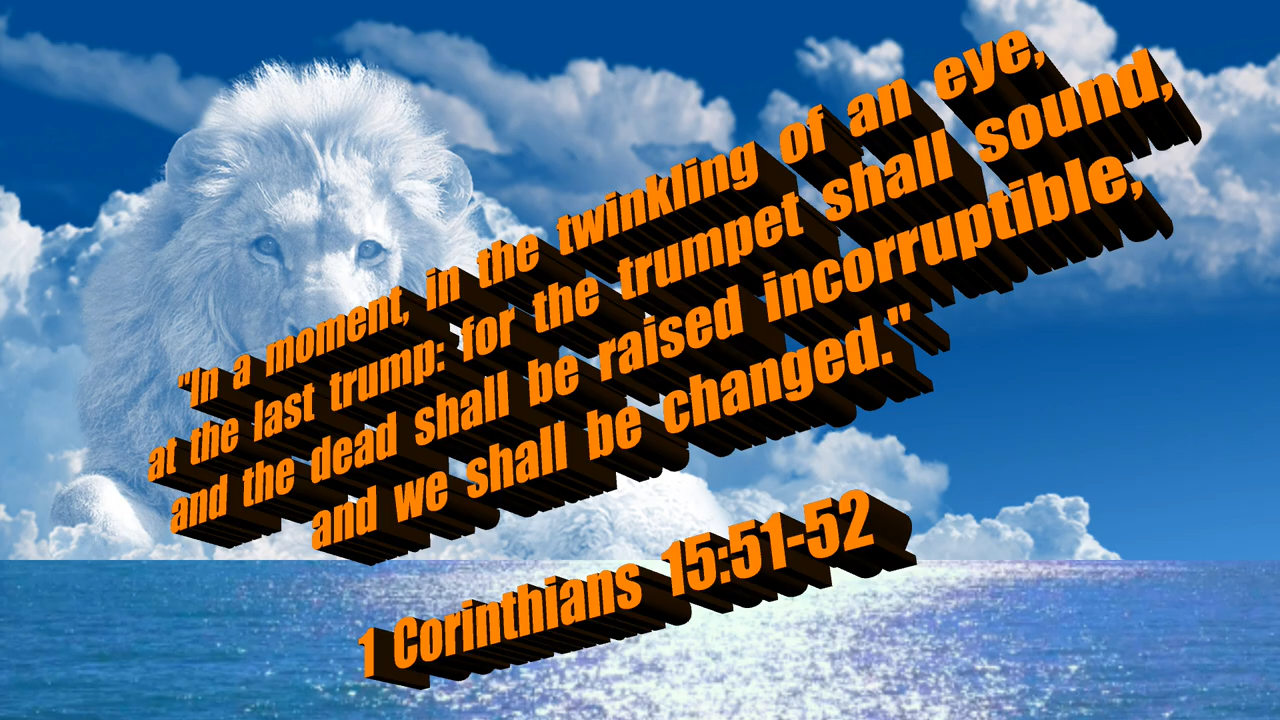 "In a moment, in the twinkling of an eye,
at the last trump: for the trumpet shall sound,
and the dead shall be raised incorruptible,
and we shall be changed."
1 Corinthians 15:51-52